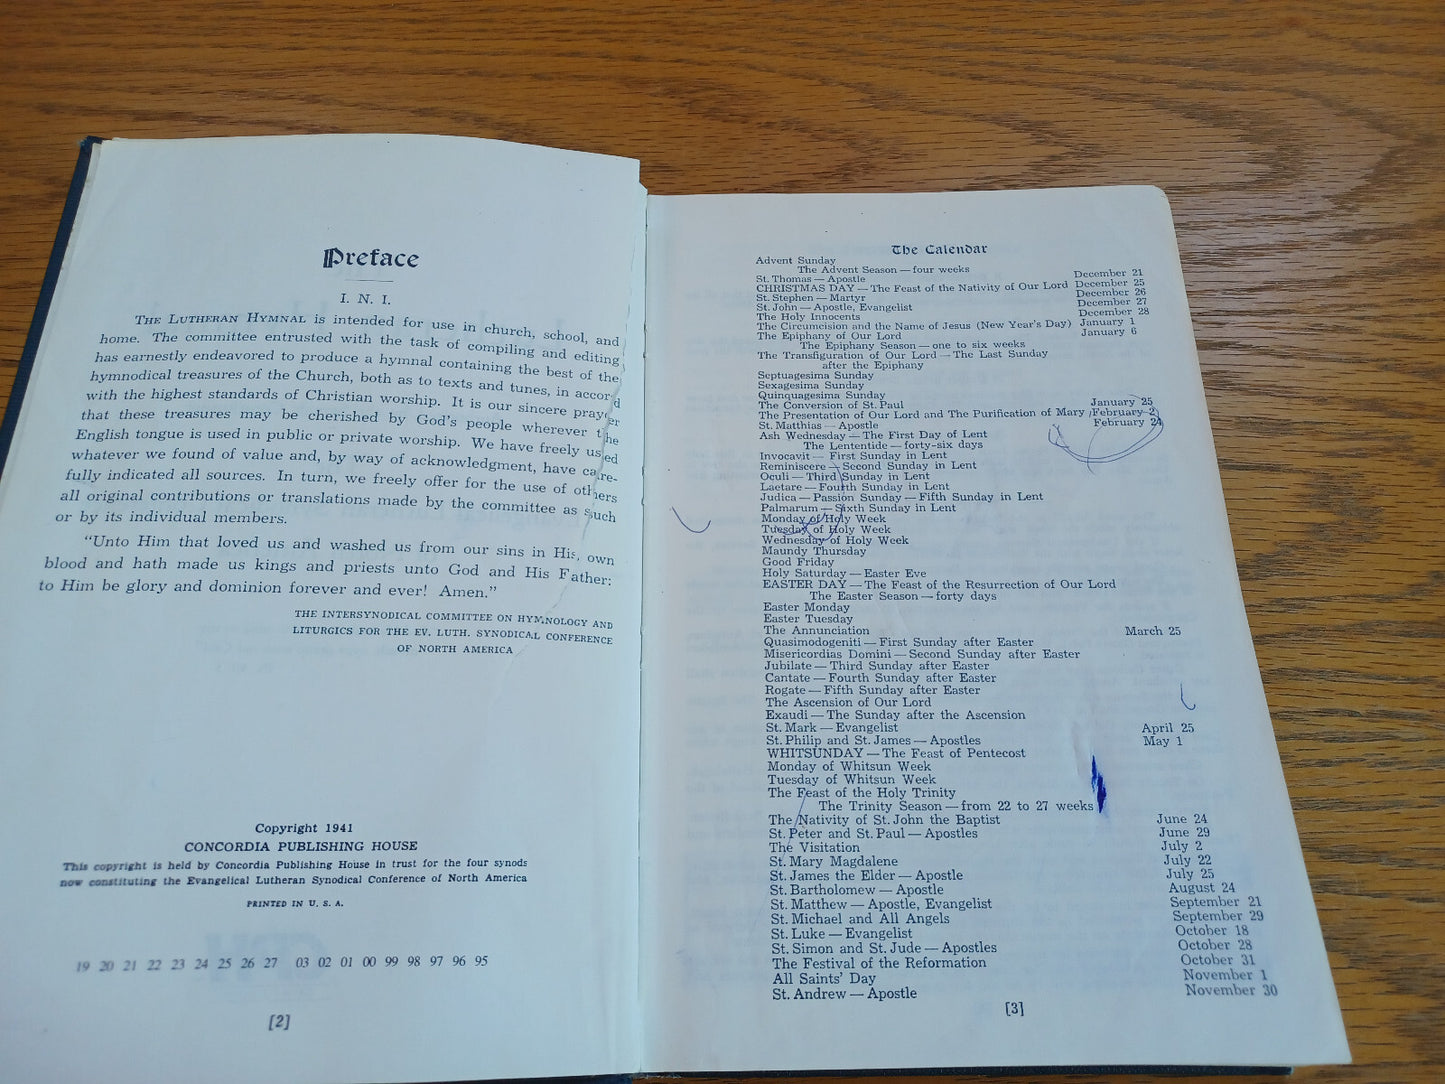 Preface
I. N. I.
THE LUTHERAN HYMNAL is intended for use in church, school, and
home. The committee entrusted with the task of compiling and editing
has earnestly endeavored to produce a hymnal containing the best of the
hymnodical treasures of the Church, both as to texts and tunes, in accord
with the highest standards of Christian worship. It is our sincere prayer
that these treasures may be cherished by God's people wherever the
English tongue is used in public or private worship. We have freely used
whatever we found of value and, by way of acknowledgment, have care-
fully indicated all sources. In turn, we freely offer for the use of others
all original contributions or translations made by the committee as such
or by its individual members.
"Unto Him that loved us and washed us from our sins in His own
blood and hath made us kings and priests unto God and His Father:
to Him be glory and dominion forever and ever! Amen."
THE INTERSYNODICAL COMMITTEE ON HYMNOLOGY AND
LITURGICS FOR THE EV. LUTH. SYNODICAL CONFERENCE
OF NORTH AMERICA
Copyright 1941
CONCORDIA PUBLISHING HOUSE
This copyright is held by Concordia Publishing House in trust for the four synods
now constituting the Evangelical Lutheran Synodical Conference of North America
PRINTED IN U. S. A.
19 20 21 22 23 24 25 26 27 03 02 01 00 99 98 97 96 95
[2]
The Calendar
Advent Sunday
The Advent Season — four weeks
St. Thomas — Apostle December 21
CHRISTMAS DAY — The Feast of the Nativity of Our Lord December 25
St. Stephen — Martyr December 26
St. John — Apostle, Evangelist December 27
The Holy Innocents December 28
The Circumcision and the Name of Jesus (New Year's Day) January 1
The Epiphany of Our Lord January 6
The Epiphany Season — one to six weeks
The Transfiguration of Our Lord — The Last Sunday
after the Epiphany
Septuagesima Sunday
Sexagesima Sunday
Quinquagesima Sunday
The Conversion of St. Paul January 25
The Presentation of Our Lord and The Purification of Mary February 2
St. Matthias — Apostle February 24
Ash Wednesday — The First Day of Lent
The Lententide — forty-six days
Invocavit — First Sunday in Lent
Reminiscere — Second Sunday in Lent
Oculi — Third Sunday in Lent
Laetare — Fourth Sunday in Lent
Judica — Passion Sunday — Fifth Sunday in Lent
Palmarum — Sixth Sunday in Lent
Monday of Holy Week
Tuesday of Holy Week
Wednesday of Holy Week
Maundy Thursday
Good Friday
Holy Saturday — Easter Eve
EASTER DAY — The Feast of the Resurrection of Our Lord
The Easter Season — forty days
Easter Monday
Easter Tuesday
The Annunciation March 25
Quasimodogeniti — First Sunday after Easter
Misericordias Domini — Second Sunday after Easter
Jubilate — Third Sunday after Easter
Cantate — Fourth Sunday after Easter
Rogate — Fifth Sunday after Easter
The Ascension of Our Lord
Exaudi — The Sunday after the Ascension
St. Mark — Evangelist April 25
St. Philip and St. James — Apostles May 1
WHITSUNDAY — The Feast of Pentecost
Monday of Whitsun Week
Tuesday of Whitsun Week
The Feast of the Holy Trinity
The Trinity Season — from 22 to 27 weeks
The Nativity of St. John the Baptist June 24
St. Peter and St. Paul — Apostles June 29
The Visitation July 2
St. Mary Magdalene July 22
St. James the Elder — Apostle July 25
St. Bartholomew — Apostle August 24
St. Matthew — Apostle, Evangelist September 21
St. Michael and All Angels September 29
St. Luke — Evangelist October 18
St. Simon and St. Jude — Apostles October 28
The Festival of the Reformation October 31
All Saints' Day November 1
St. Andrew — Apostle November 30
[3]